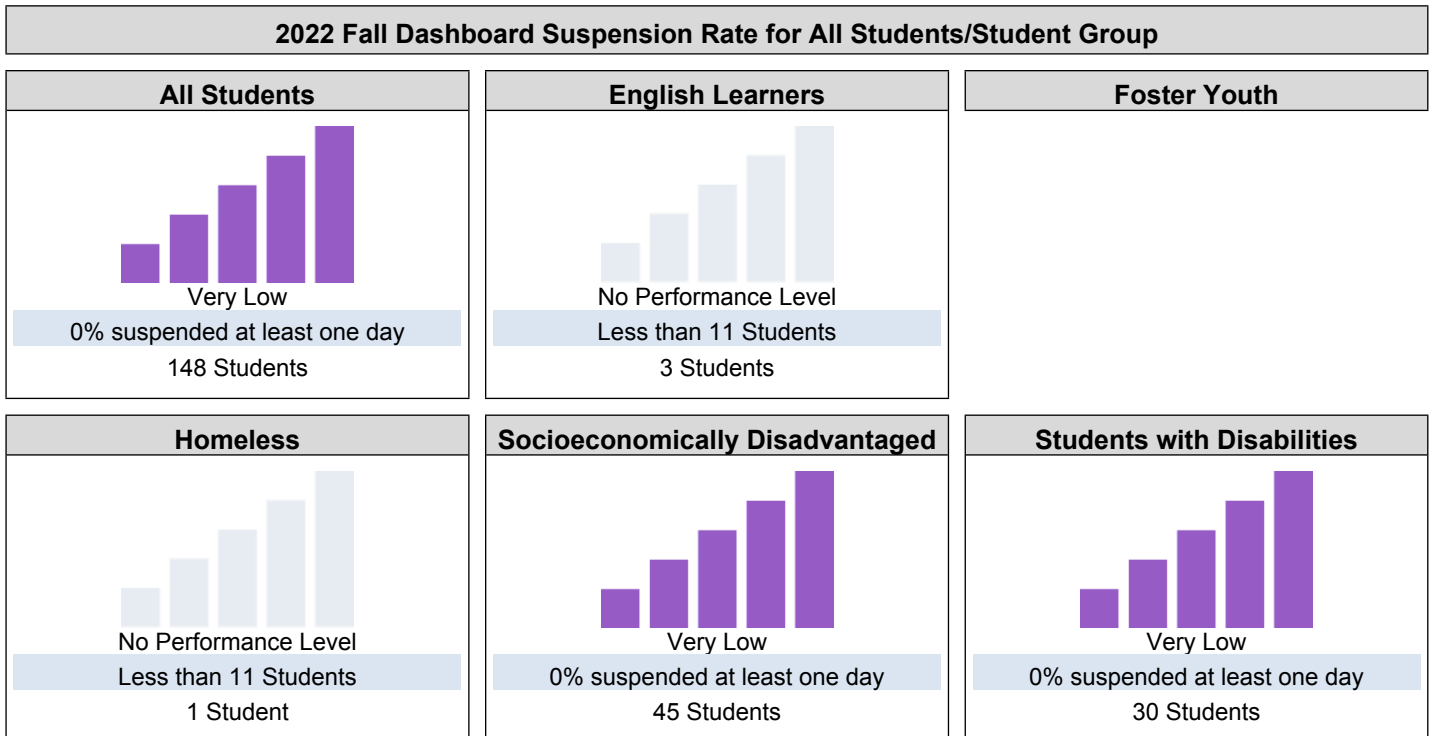 2022 Fall Dashboard Suspension Rate for All Students/Student Group
All Students
Very Low
0% suspended at least one day
148 Students
English Learners
No Performance Level
Less than 11 Students
3 Students
Foster Youth
Homeless
No Performance Level
Less than 11 Students
1 Student
Socioeconomically Disadvantaged
Very Low
0% suspended at least one day
45 Students
Students with Disabilities
Very Low
0% suspended at least one day
30 Students